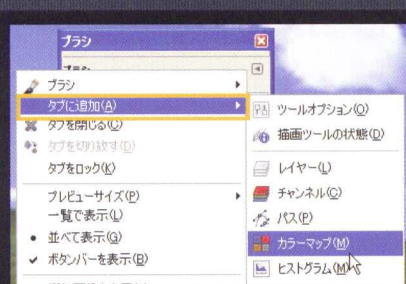 ブラシ
ブラシ
タブに追加(A)
タブを閉じる(C)
タブを切り放す(D)
タブをロック(K)
プレビューサイズ(P)
一覧で表示(L)
並べて表示(G)
ボタンバーを表示(B)
ツールオプション(O)
描画ツールの状態(D)
レイヤー(L)
チャンネル(C)
パス(P)
カラーマップ(M)
ヒストグラム(M)